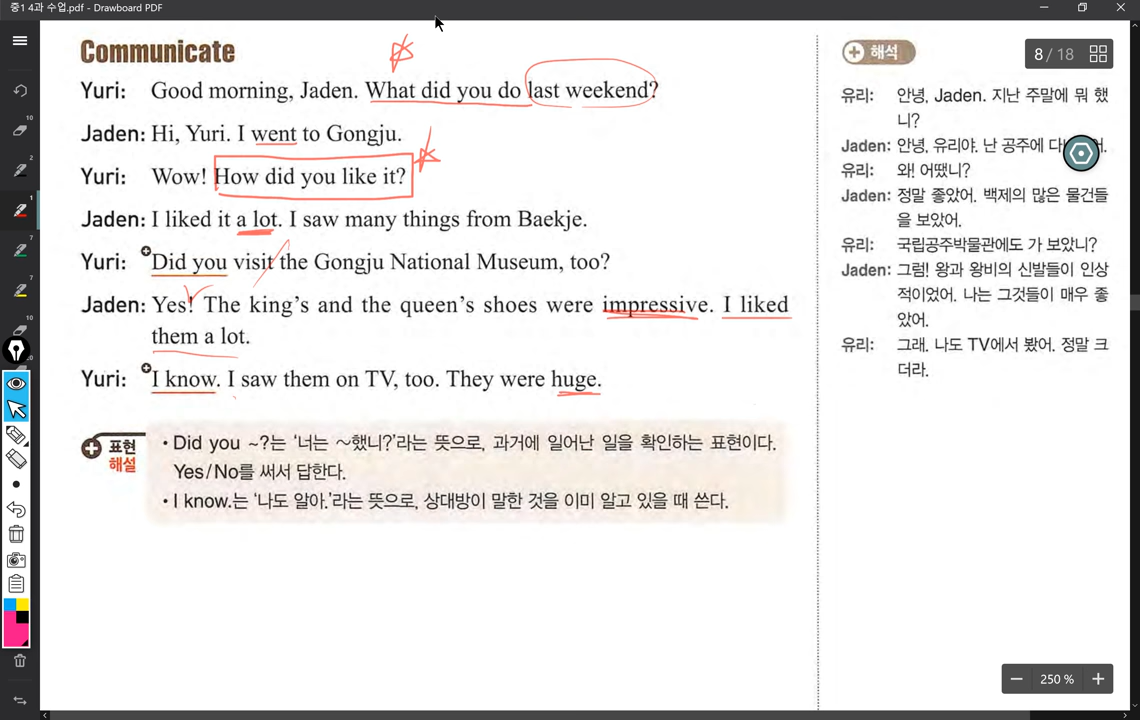 중1 4과 수업.pdf - Drawboard PDF
Communicate
Yuri: Good morning, Jaden. What did you do last weekend?
Jaden: Hi, Yuri. I went to Gongju.
Yuri: Wow! How did you like it?
Jaden: I liked it a lot. I saw many things from Baekje.
Yuri: Did you visit the Gongju National Museum, too?
Jaden: Yes! The king's and the queen's shoes were impressive. I liked
them a lot.
Yuri: I know. I saw them on TV, too. They were huge.
표현
해설
• Did you ~?는 '너는 ~했니?'라는 뜻으로, 과거에 일어난 일을 확인하는 표현이다.
Yes/No를 써서 답한다.
• I know.는 '나도 알아.'라는 뜻으로, 상대방이 말한 것을 이미 알고 있을 때 쓴다.
해석
8 / 18
유리: 안녕, Jaden. 지난 주말에 뭐 했
니?
Jaden: 안녕, 유리야. 난 공주에
유리: 와! 어땠니?
Jaden: 정말 좋았어. 백제의 많은 물건들
을 보았어.
유리: 국립공주박물관에도 가 보았니?
Jaden: 그럼! 왕과 왕비의 신발들이 인상
적이었어. 나는 그것들이 매우 좋
았어.
유리: 그래. 나도 TV에서 봤어. 정말 크
더라.
10
2
1
7
7
10
250 %